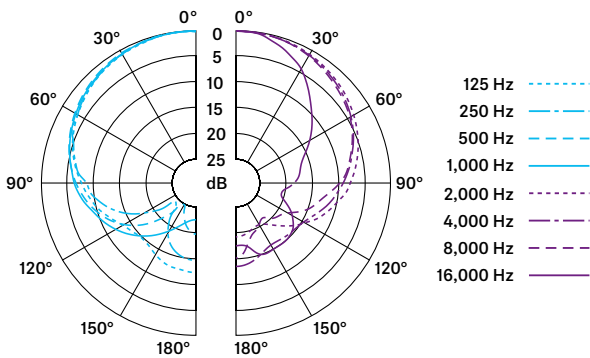 0° 0°
30° 0 30°
5
10
60° 15 60°
20
25
90° dB 90°
120° 120°
150° 150°
180° 180°
125 Hz
250 Hz
500 Hz
1,000 Hz
2,000 Hz
4,000 Hz
8,000 Hz
16,000 Hz